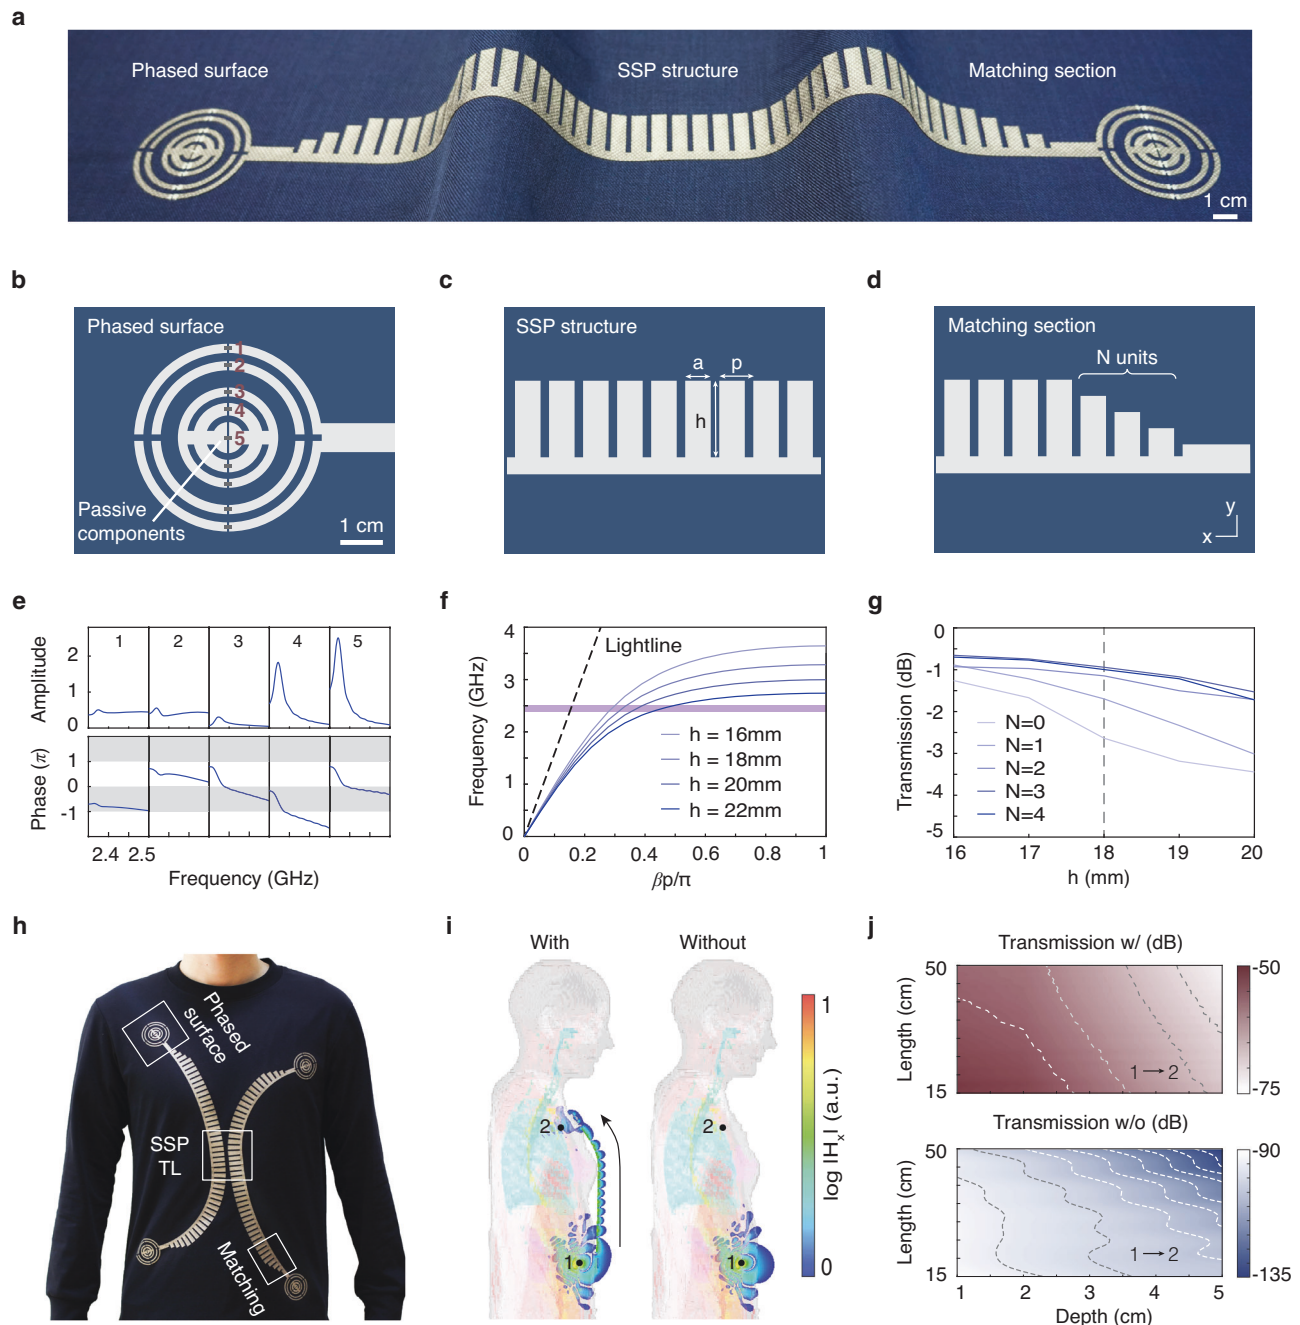 a
Phased surface
SSP structure
Matching section
1 cm
b
Phased surface
1
2
3
4
5
Passive
components
1 cm
c
SSP structure
a
p
h
d
Matching section
N units
y
x
e
Amplitude
2
1
0
1
2
3
4
5
Phase (π)
1
0
-1
2.4 2.5
Frequency (GHz)
f
Frequency (GHz)
4
3
2
1
0
Lightline
h = 16mm
h = 18mm
h = 20mm
h = 22mm
0 0.2 0.4 0.6 0.8 1
βp/π
g
Transmission (dB)
0
-1
-2
-3
-4
-5
N=0
N=1
N=2
N=3
N=4
16 17 18 19 20
h (mm)
h
Phased
surface
SSP
TL
Matching
i
With
Without
2
1
2
1
1
0
log |Hx| (a.u.)
j
Transmission w/ (dB)
Length (cm)
50
15
1 → 2
-50
-75
Transmission w/o (dB)
Length (cm)
50
15
1 → 2
-90
-135
1 2 3 4 5
Depth (cm)